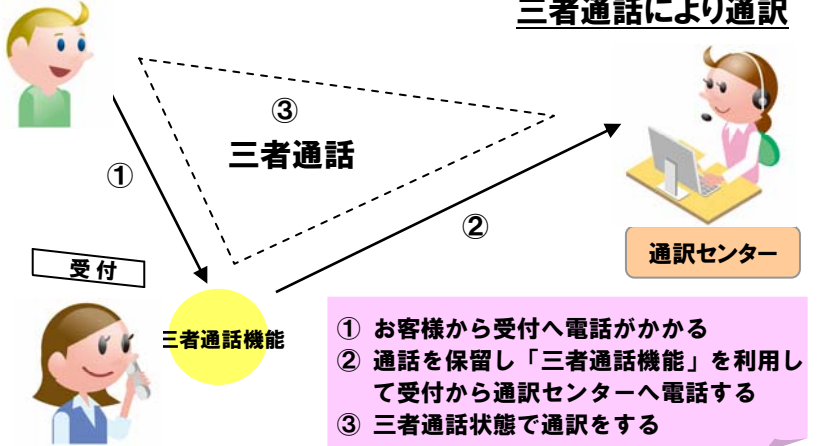 三者通話により通訳
③
三者通話
①
②
受付
三者通話機能
通訳センター
① お客様から受付へ電話がかかる
② 通話を保留し「三者通話機能」を利用し
て受付から通訳センターへ電話する
③ 三者通話状態で通訳をする